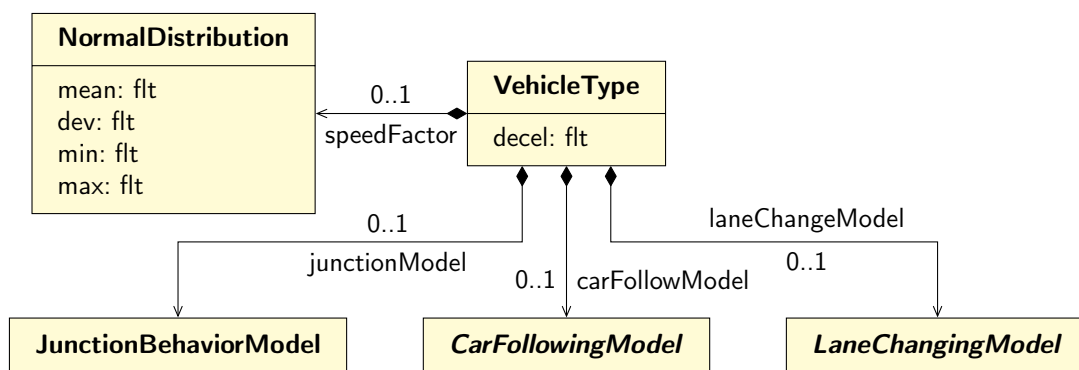 NormalDistribution
mean: flt
dev: flt
min: flt
max: flt
0..1
speedFactor
VehicleType
decel: flt
0..1
junctionModel
0..1
carFollowModel
laneChangeModel
0..1
JunctionBehaviorModel
CarFollowingModel
LaneChangingModel